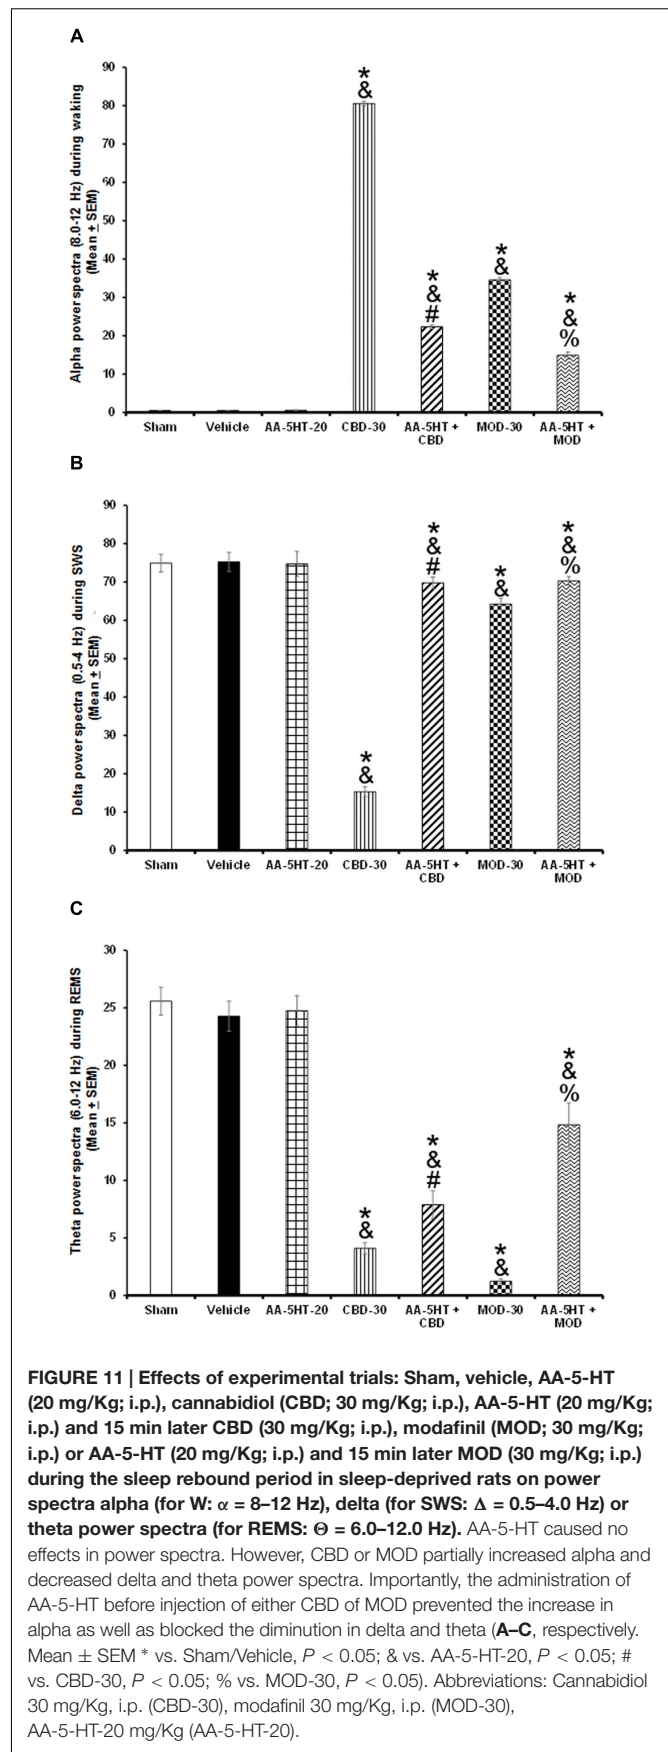 A
Alpha power spectra (8.0-12 Hz) during waking
(Mean ± SEM)
90
80
70
60
50
40
30
20
10
0
*
&
*
&
#
*
&
*
&
%
Sham Vehicle AA-5HT-20 CBD-30 AA-5HT + MOD-30 AA-5HT +
CBD MOD
B
Delta power spectra (0.5-4 Hz) during SWS
(Mean ± SEM)
90
80
70
60
50
40
30
20
10
0
*
&
*
&
#
*
&
*
&
%
Sham Vehicle AA-5HT-20 CBD-30 AA-5HT + MOD-30 AA-5HT +
CBD MOD
C
Theta power spectra (6.0-12 Hz) during REMS
(Mean ± SEM)
30
25
20
15
10
5
0
*
&
*
&
#
*
&
*
&
%
Sham Vehicle AA-5HT-20 CBD-30 AA-5HT + MOD-30 AA-5HT +
CBD MOD
FIGURE 11 | Effects of experimental trials: Sham, vehicle, AA-5-HT
(20 mg/Kg; i.p.), cannabidiol (CBD; 30 mg/Kg; i.p.), AA-5-HT (20 mg/Kg;
i.p.) and 15 min later CBD (30 mg/Kg; i.p.), modafinil (MOD; 30 mg/Kg;
i.p.) or AA-5-HT (20 mg/Kg; i.p.) and 15 min later MOD (30 mg/Kg; i.p.)
during the sleep rebound period in sleep-deprived rats on power
spectra alpha (for W: α = 8–12 Hz), delta (for SWS: Δ = 0.5–4.0 Hz) or
theta power spectra (for REMS: Θ = 6.0–12.0 Hz). AA-5-HT caused no
effects in power spectra. However, CBD or MOD partially increased alpha and
decreased delta and theta power spectra. Importantly, the administration of
AA-5-HT before injection of either CBD of MOD prevented the increase in
alpha as well as blocked the diminution in delta and theta (A–C, respectively.
Mean ± SEM * vs. Sham/Vehicle, P < 0.05; & vs. AA-5-HT-20, P < 0.05; #
vs. CBD-30, P < 0.05; % vs. MOD-30, P < 0.05). Abbreviations: Cannabidiol
30 mg/Kg, i.p. (CBD-30), modafinil 30 mg/Kg, i.p. (MOD-30),
AA-5-HT-20 mg/Kg (AA-5-HT-20).